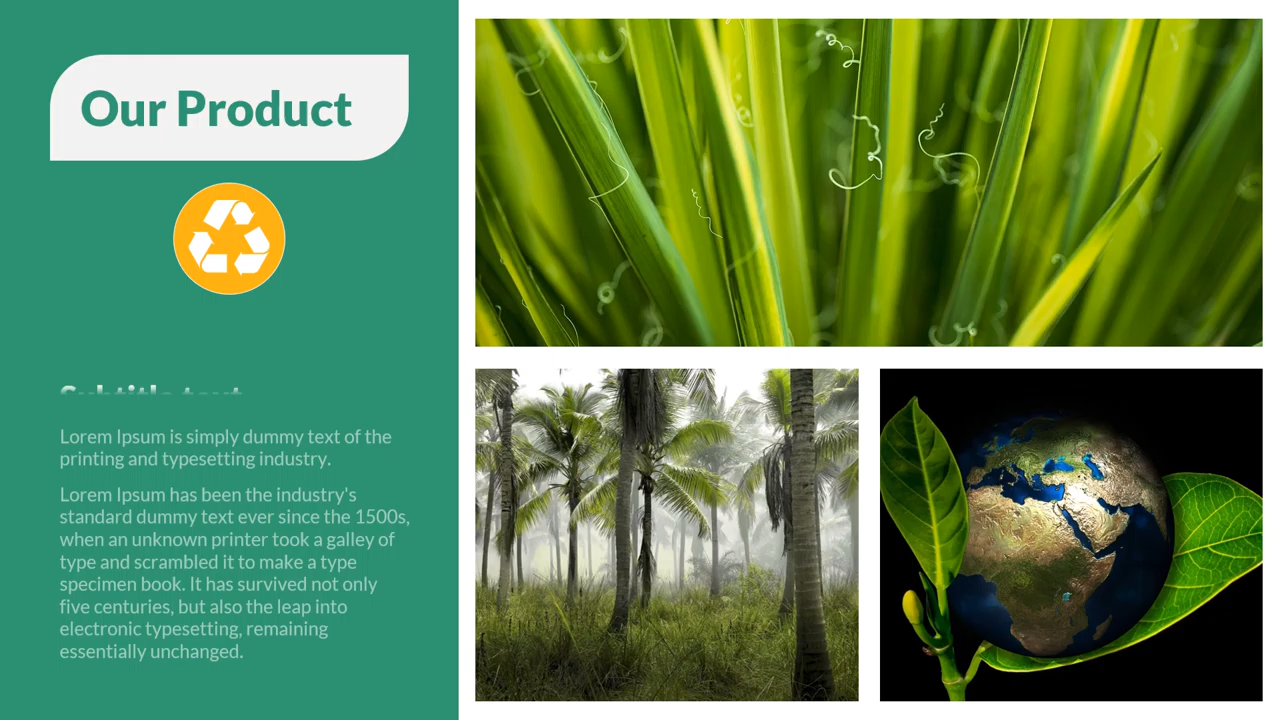 Our Product
Subtitle text
Lorem Ipsum is simply dummy text of the
printing and typesetting industry.
Lorem Ipsum has been the industry's
standard dummy text ever since the 1500s,
when an unknown printer took a galley of
type and scrambled it to make a type
specimen book. It has survived not only
five centuries, but also the leap into
electronic typesetting, remaining
essentially unchanged.